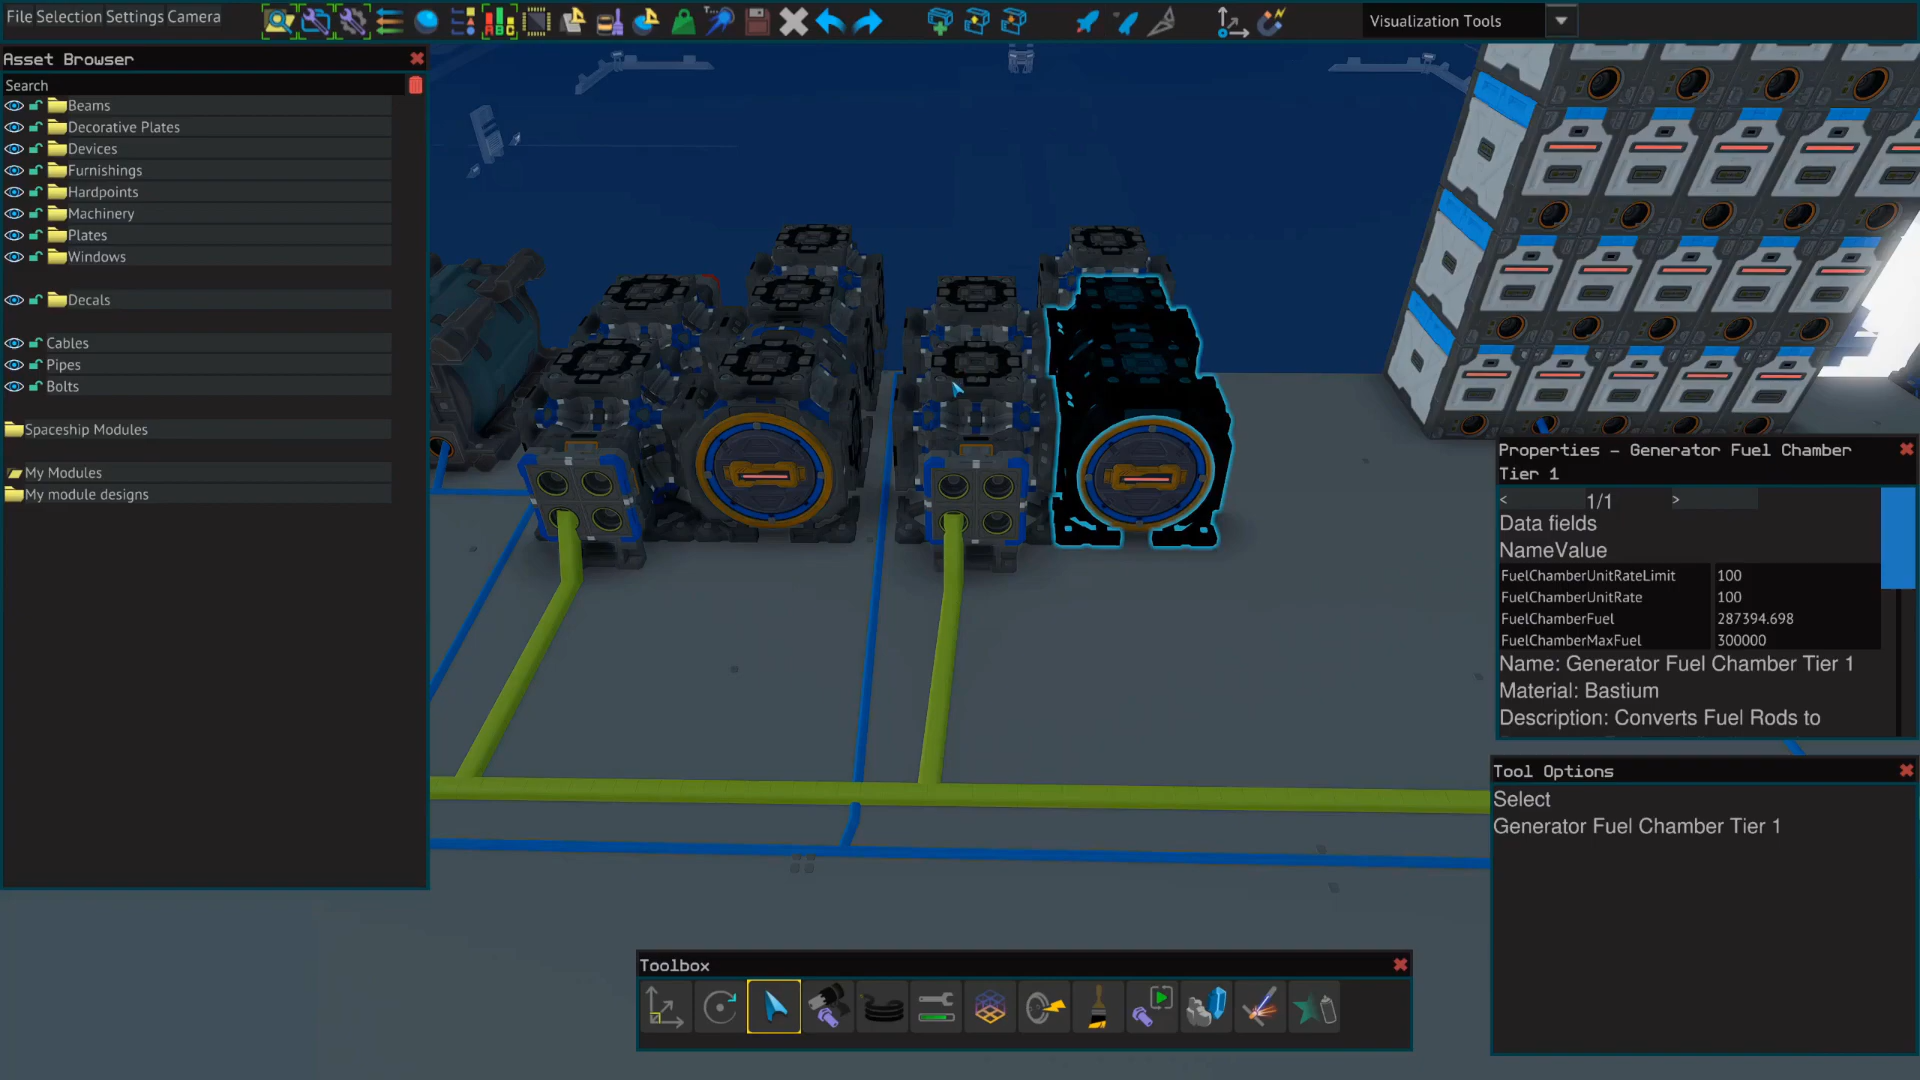 File Selection Settings Camera
ABC
Visualization Tools
Asset Browser
Search
Beams
Decorative Plates
Devices
Furnishings
Hardpoints
Machinery
Plates
Windows
Decals
Cables
Pipes
Bolts
Spaceship Modules
My Modules
My module designs
Properties - Generator Fuel Chamber
Tier 1
< 1/1 >
Data fields
NameValue
FuelChamberUnitRateLimit 100
FuelChamberUnitRate 100
FuelChamberFuel 287394.698
FuelChamberMaxFuel 300000
Name: Generator Fuel Chamber Tier 1
Material: Bastium
Description: Converts Fuel Rods to
Tool Options
Select
Generator Fuel Chamber Tier 1
Toolbox